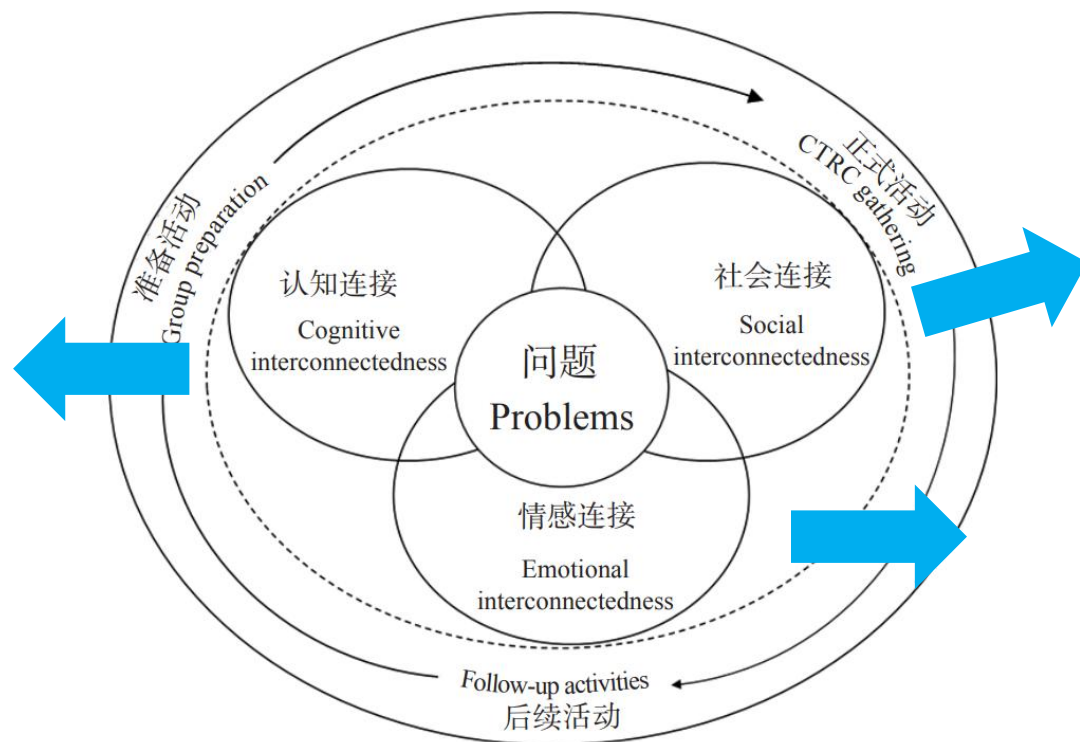 准备活动
Group preparation
正式活动
CTRC gathering
认知连接
Cognitive
interconnectedness
社会连接
Social
interconnectedness
问题
Problems
情感连接
Emotional
interconnectedness
Follow-up activities
后续活动